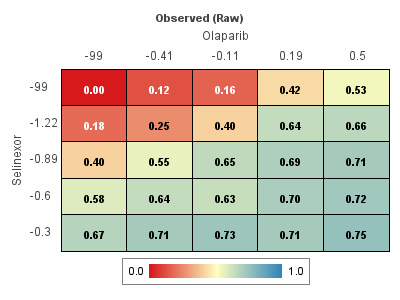 Observed (Raw)
Olaparib
-99 -0.41 -0.11 0.19 0.5
Selinexor
-99 0.00 0.12 0.16 0.42 0.53
-1.22 0.18 0.25 0.40 0.64 0.66
-0.89 0.40 0.55 0.65 0.69 0.71
-0.6 0.58 0.64 0.63 0.70 0.72
-0.3 0.67 0.71 0.73 0.71 0.75
0.0 1.0